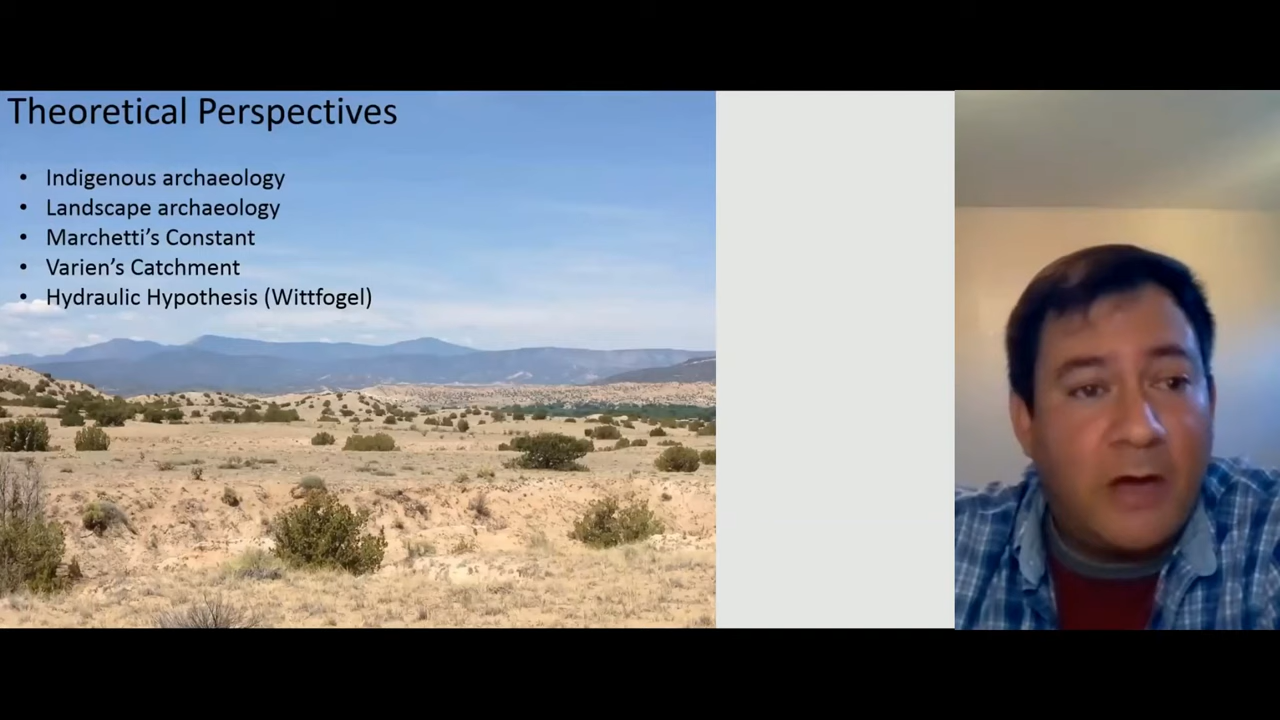 Theoretical Perspectives
• Indigenous archaeology
• Landscape archaeology
• Marchetti’s Constant
• Varien’s Catchment
• Hydraulic Hypothesis (Wittfogel)